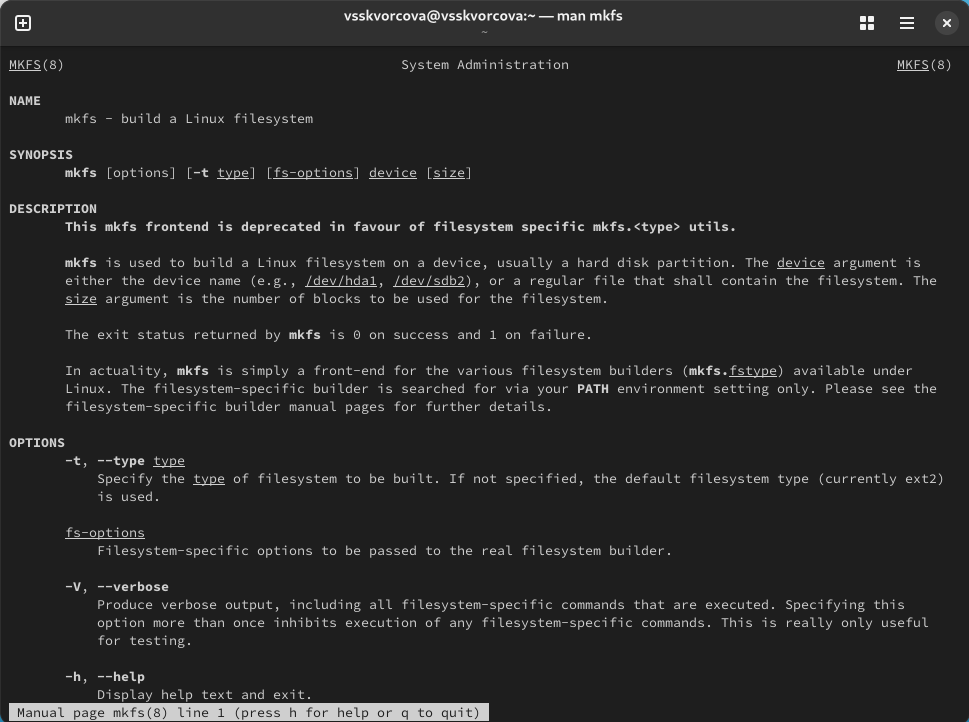 vsskvorcova@vsskvorcova:~ — man mkfs
~
MKFS(8) System Administration MKFS(8)
NAME
mkfs - build a Linux filesystem
SYNOPSIS
mkfs [options] [-t type] [fs-options] device [size]
DESCRIPTION
This mkfs frontend is deprecated in favour of filesystem specific mkfs.<type> utils.
mkfs is used to build a Linux filesystem on a device, usually a hard disk partition. The device argument is
either the device name (e.g., /dev/hda1, /dev/sdb2), or a regular file that shall contain the filesystem. The
size argument is the number of blocks to be used for the filesystem.
The exit status returned by mkfs is 0 on success and 1 on failure.
In actuality, mkfs is simply a front-end for the various filesystem builders (mkfs.fstype) available under
Linux. The filesystem-specific builder is searched for via your PATH environment setting only. Please see the
filesystem-specific builder manual pages for further details.
OPTIONS
-t, --type type
Specify the type of filesystem to be built. If not specified, the default filesystem type (currently ext2)
is used.
fs-options
Filesystem-specific options to be passed to the real filesystem builder.
-V, --verbose
Produce verbose output, including all filesystem-specific commands that are executed. Specifying this
option more than once inhibits execution of any filesystem-specific commands. This is really only useful
for testing.
-h, --help
Display help text and exit.
Manual page mkfs(8) line 1 (press h for help or q to quit)